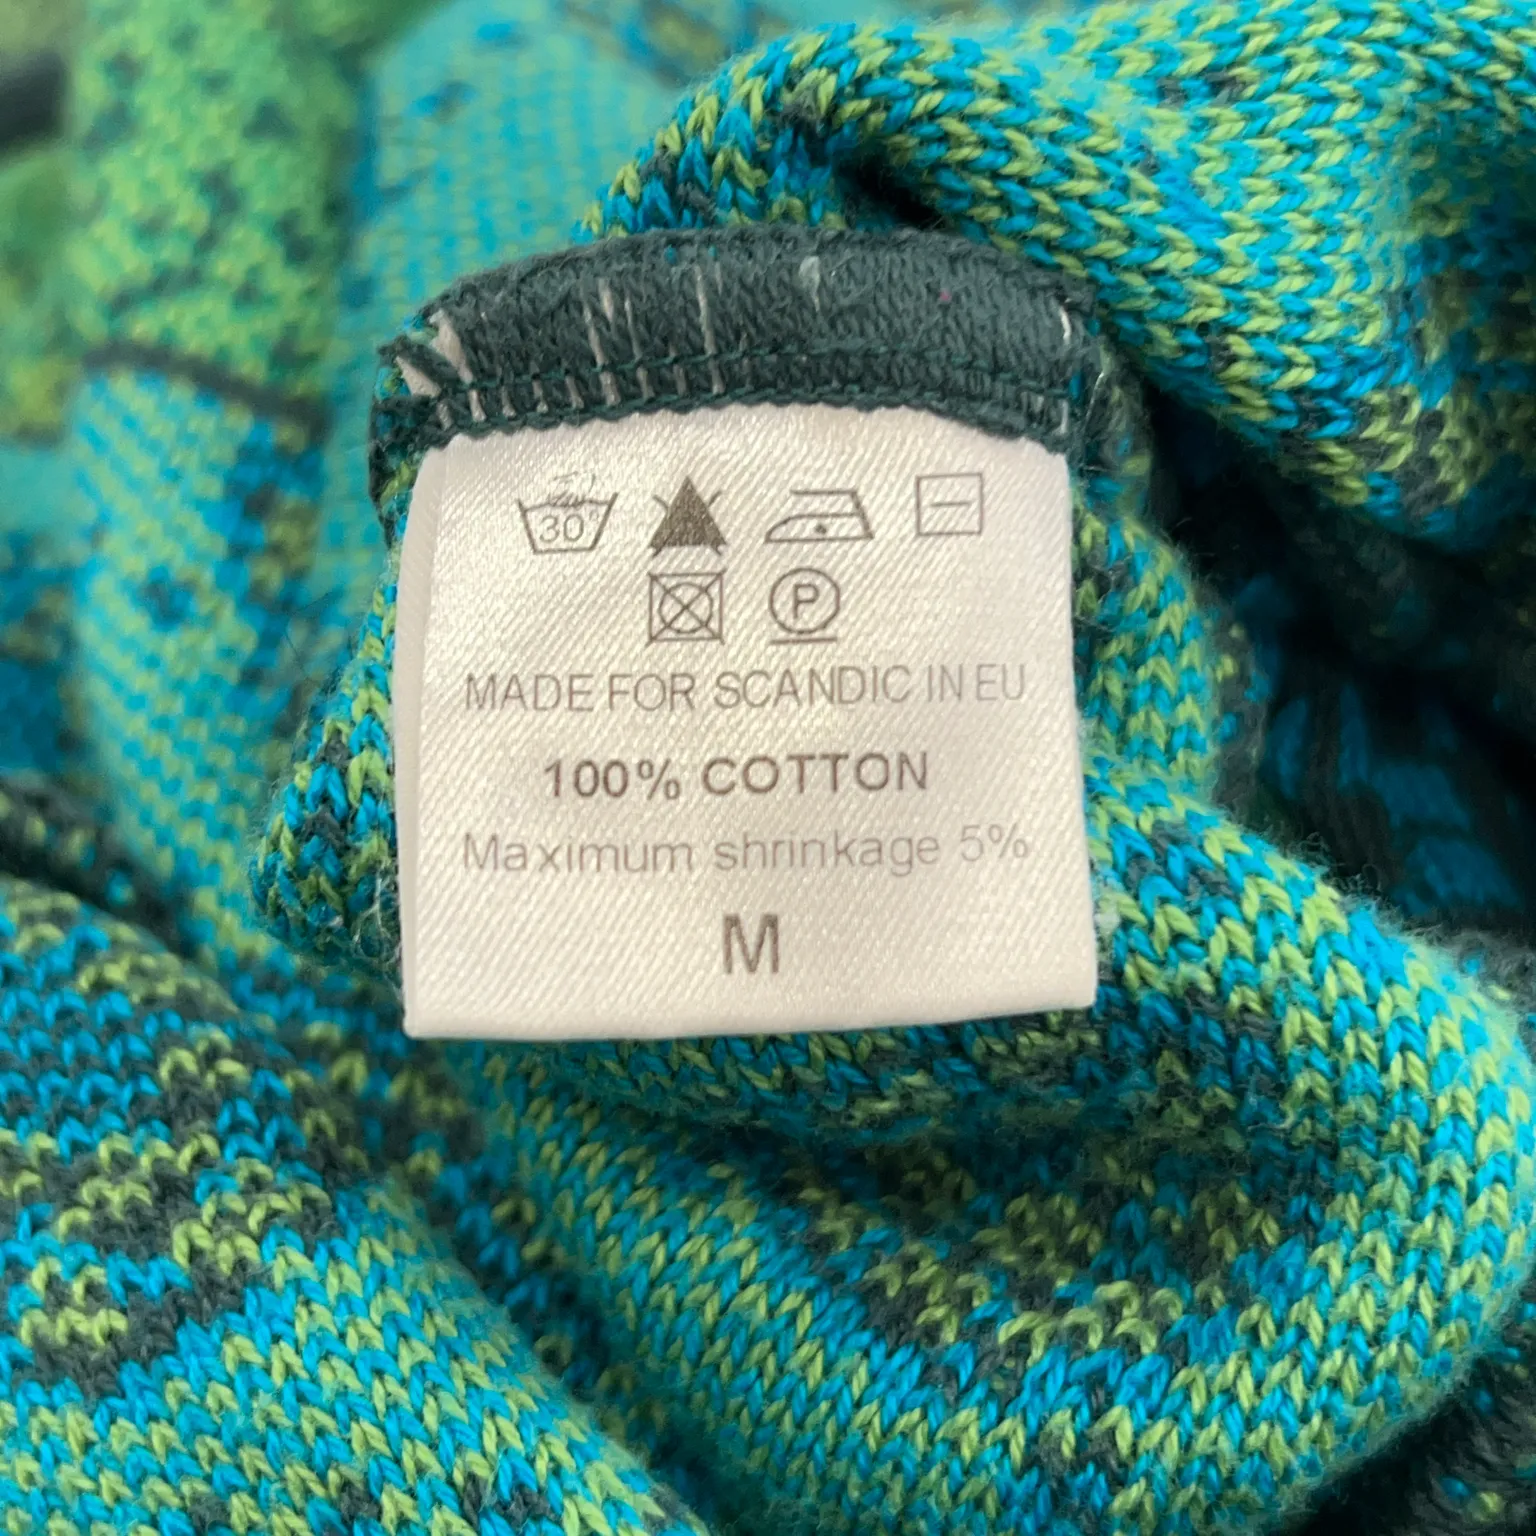 30°
P
MADE FOR SCANDIC IN EU
100% COTTON
Maximum shrinkage 5%
M